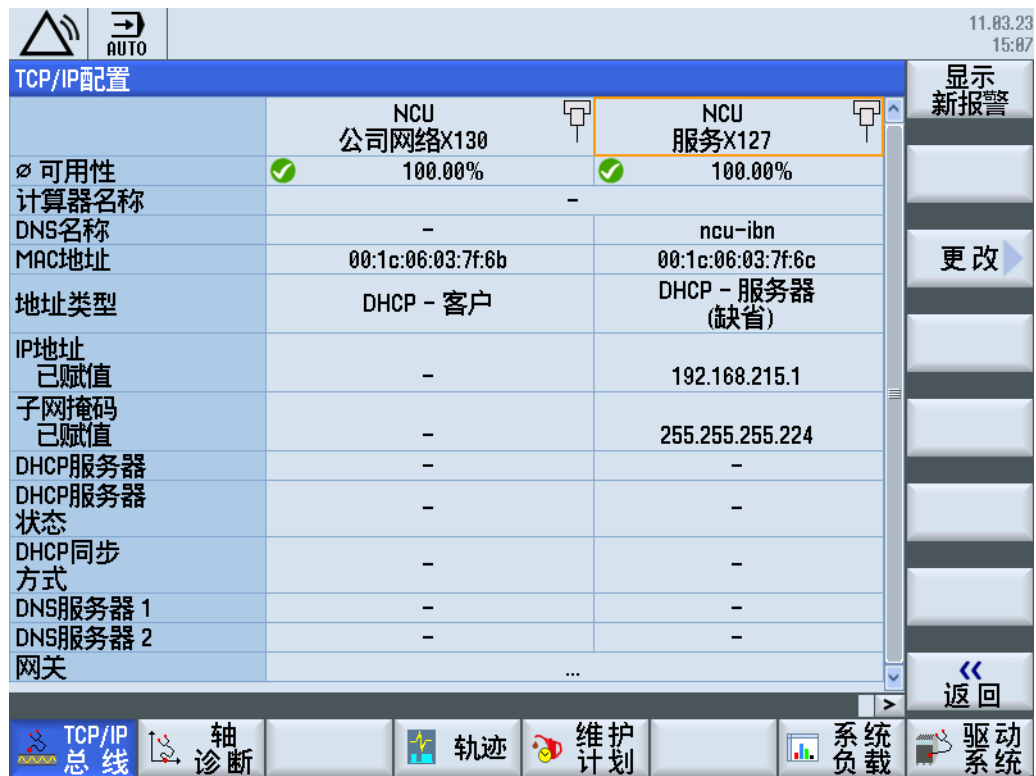 11.03.23
15:07
AUTO
TCP/IP配置
显示
新报警
NCU
公司网络X130
NCU
服务X127
ø 可用性 100.00% 100.00%
计算器名称 -
DNS名称 - ncu-ibn
MAC地址 00:1c:06:03:7f:6b 00:1c:06:03:7f:6c
更改
地址类型 DHCP - 客户 DHCP - 服务器
(缺省)
IP地址
已赋值 - 192.168.215.1
子网掩码
已赋值 - 255.255.255.224
DHCP服务器 - -
DHCP服务器
状态 - -
DHCP同步
方式 - -
DNS服务器 1 - -
DNS服务器 2 - -
网关 ...
«
返回
>
TCP/IP
总线
轴
诊断
轨迹
维护
计划
系统
负载
驱动
系统